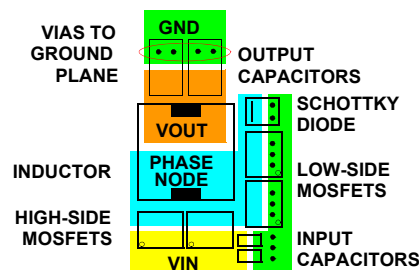 GND
VIAS TO
GROUND
PLANE
OUTPUT
CAPACITORS
SCHOTTKY
DIODE
VOUT
PHASE
NODE
INDUCTOR
LOW-SIDE
MOSFETS
HIGH-SIDE
MOSFETS
INPUT
CAPACITORS
VIN